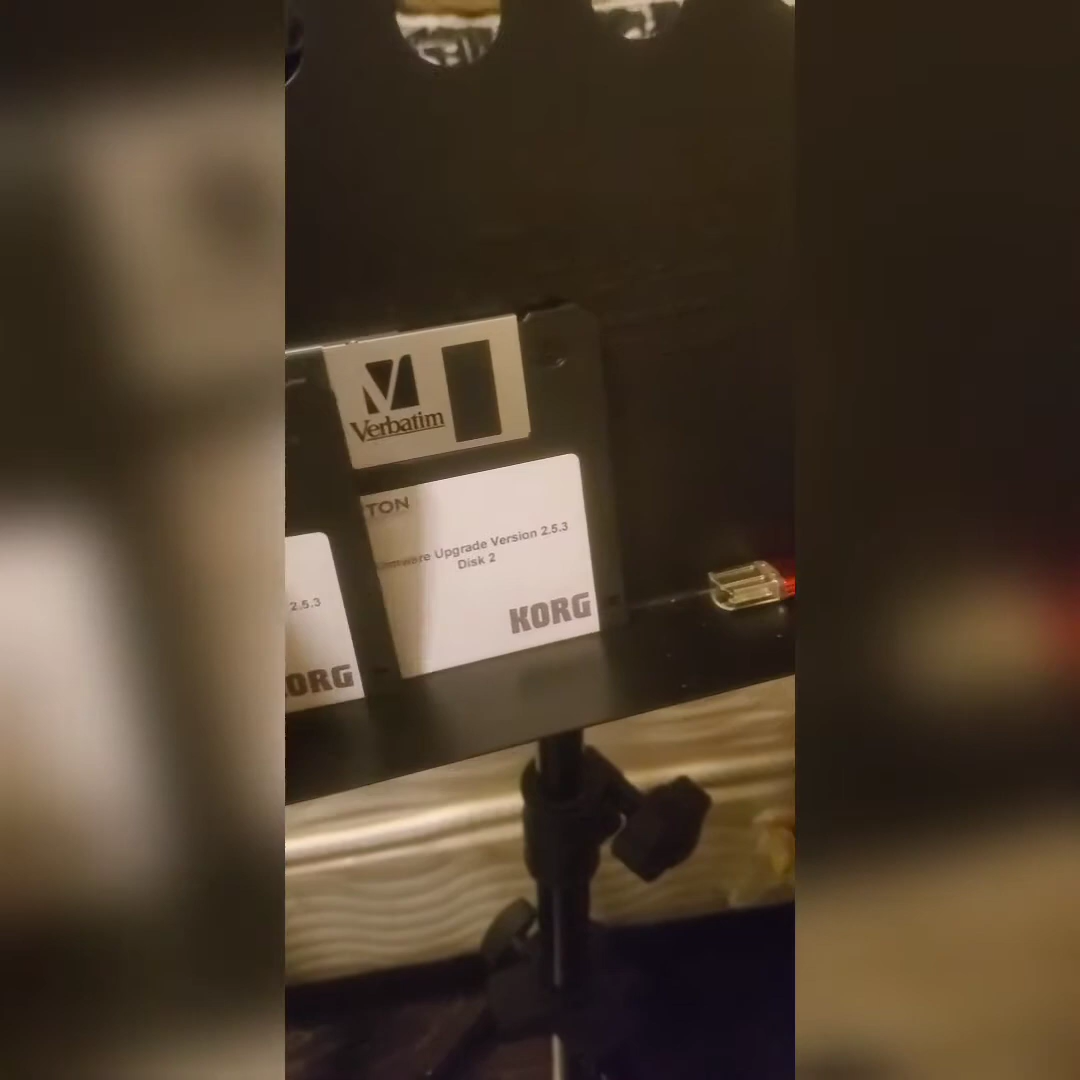 Verbatim
TON
Upgrade Version 2.5.3
Disk 2
KORG
2.5.3
ORG